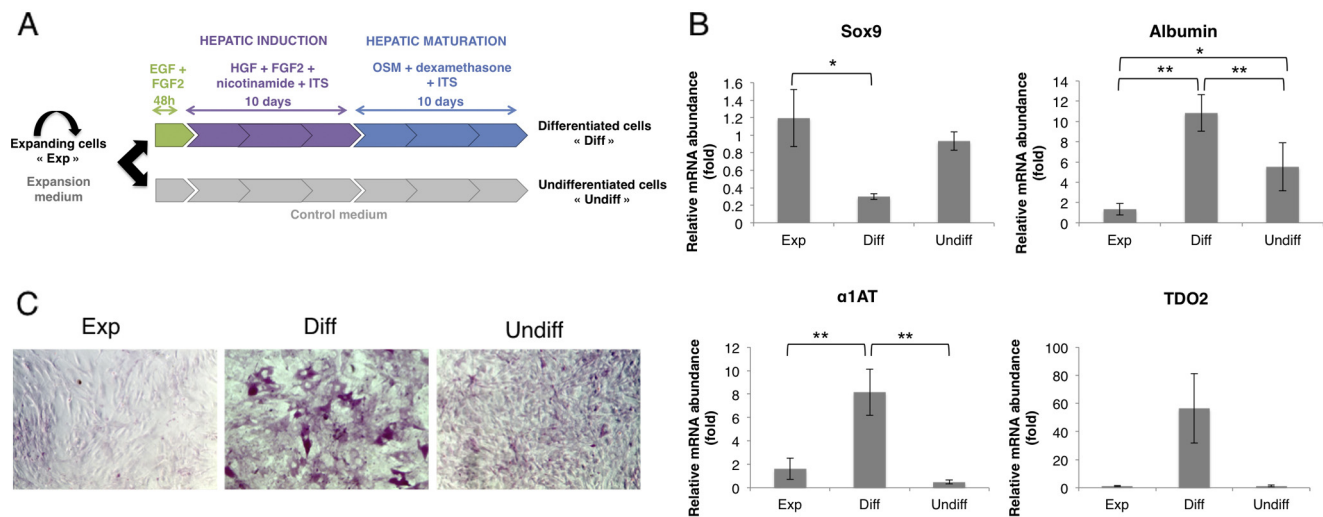 A
HEPATIC INDUCTION
HEPATIC MATURATION
EGF +
FGF2
48h
HGF + FGF2 +
nicotinamide + ITS
10 days
OSM + dexamethasone
+ ITS
10 days
Expanding cells
« Exp »
Expansion
medium
Differentiated cells
« Diff »
Undifferentiated cells
« Undiff »
Control medium
B
Sox9
Relative mRNA abundance
(fold)
1.6
1.4
1.2
1
0.8
0.6
0.4
0.2
0
*
Exp Diff Undiff
Albumin
Relative mRNA abundance
(fold)
14
12
10
8
6
4
2
0
*
** **
Exp Diff Undiff
α1AT
Relative mRNA abundance
(fold)
12
10
8
6
4
2
0
** **
Exp Diff Undiff
TDO2
Relative mRNA abundance
(fold)
100
80
60
40
20
0
Exp Diff Undiff
C
Exp Diff Undiff